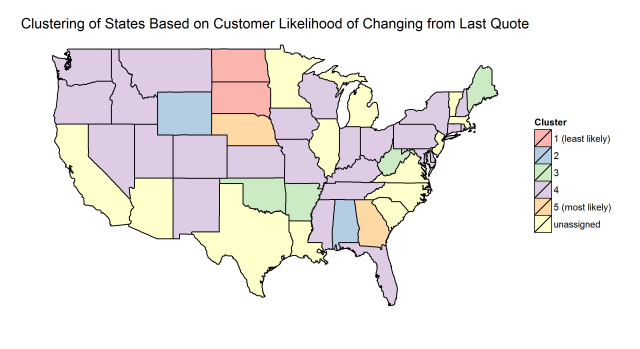 Clustering of States Based on Customer Likelihood of Changing from Last Quote
Cluster
1 (least likely)
2
3
4
5 (most likely)
unassigned